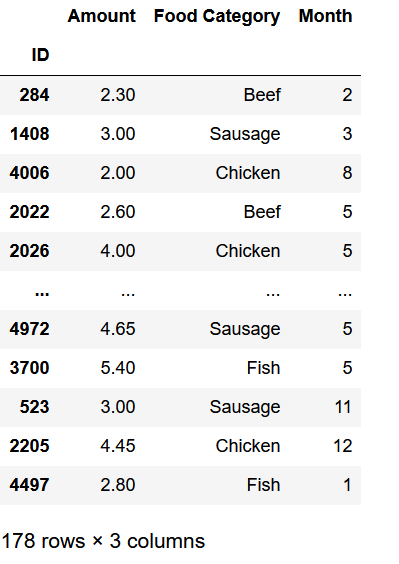 Amount Food Category Month
ID
284 2.30 Beef 2
1408 3.00 Sausage 3
4006 2.00 Chicken 8
2022 2.60 Beef 5
2026 4.00 Chicken 5
... ... ... ...
4972 4.65 Sausage 5
3700 5.40 Fish 5
523 3.00 Sausage 11
2205 4.45 Chicken 12
4497 2.80 Fish 1
178 rows × 3 columns